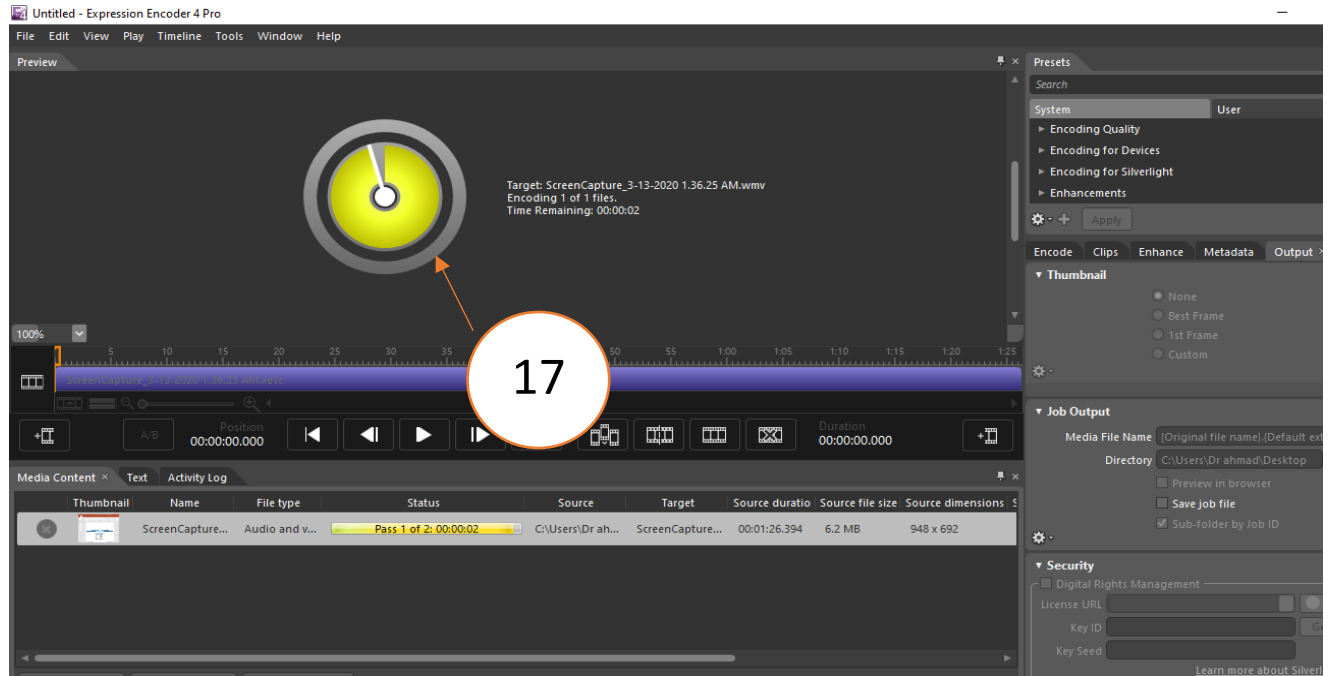 Untitled - Expression Encoder 4 Pro
File Edit View Play Timeline Tools Window Help
Preview
Target: ScreenCapture_3-13-2020 1.36.25 AM.wmv
Encoding 1 of 1 files.
Time Remaining: 00:00:02
17
100%
5 10 15 20 25 30 35 50 55 1:00 1:05 1:10 1:15 1:20 1:25
ScreenCapture_3-13-2020 1.36.25 AM.xesc
A/B
Position
00:00:00.000
Duration
00:00:00.000
Media Content × Text Activity Log
Thumbnail Name File type Status Source Target Source duratio Source file size Source dimensions S
ScreenCapture... Audio and v... Pass 1 of 2: 00:00:02 C:\Users\Dr ah... ScreenCapture... 00:01:26.394 6.2 MB 948 x 692
Presets
Search
System User
Encoding Quality
Encoding for Devices
Encoding for Silverlight
Enhancements
Apply
Encode Clips Enhance Metadata Output ×
Thumbnail
None
Best Frame
1st Frame
Custom
Job Output
Media File Name {Original file name}.{Default ext
Directory C:\Users\Dr ahmad\Desktop
Preview in browser
Save job file
Sub-folder by Job ID
Security
Digital Rights Management
License URL
Key ID
Ge
Key Seed
Learn more about Silverl